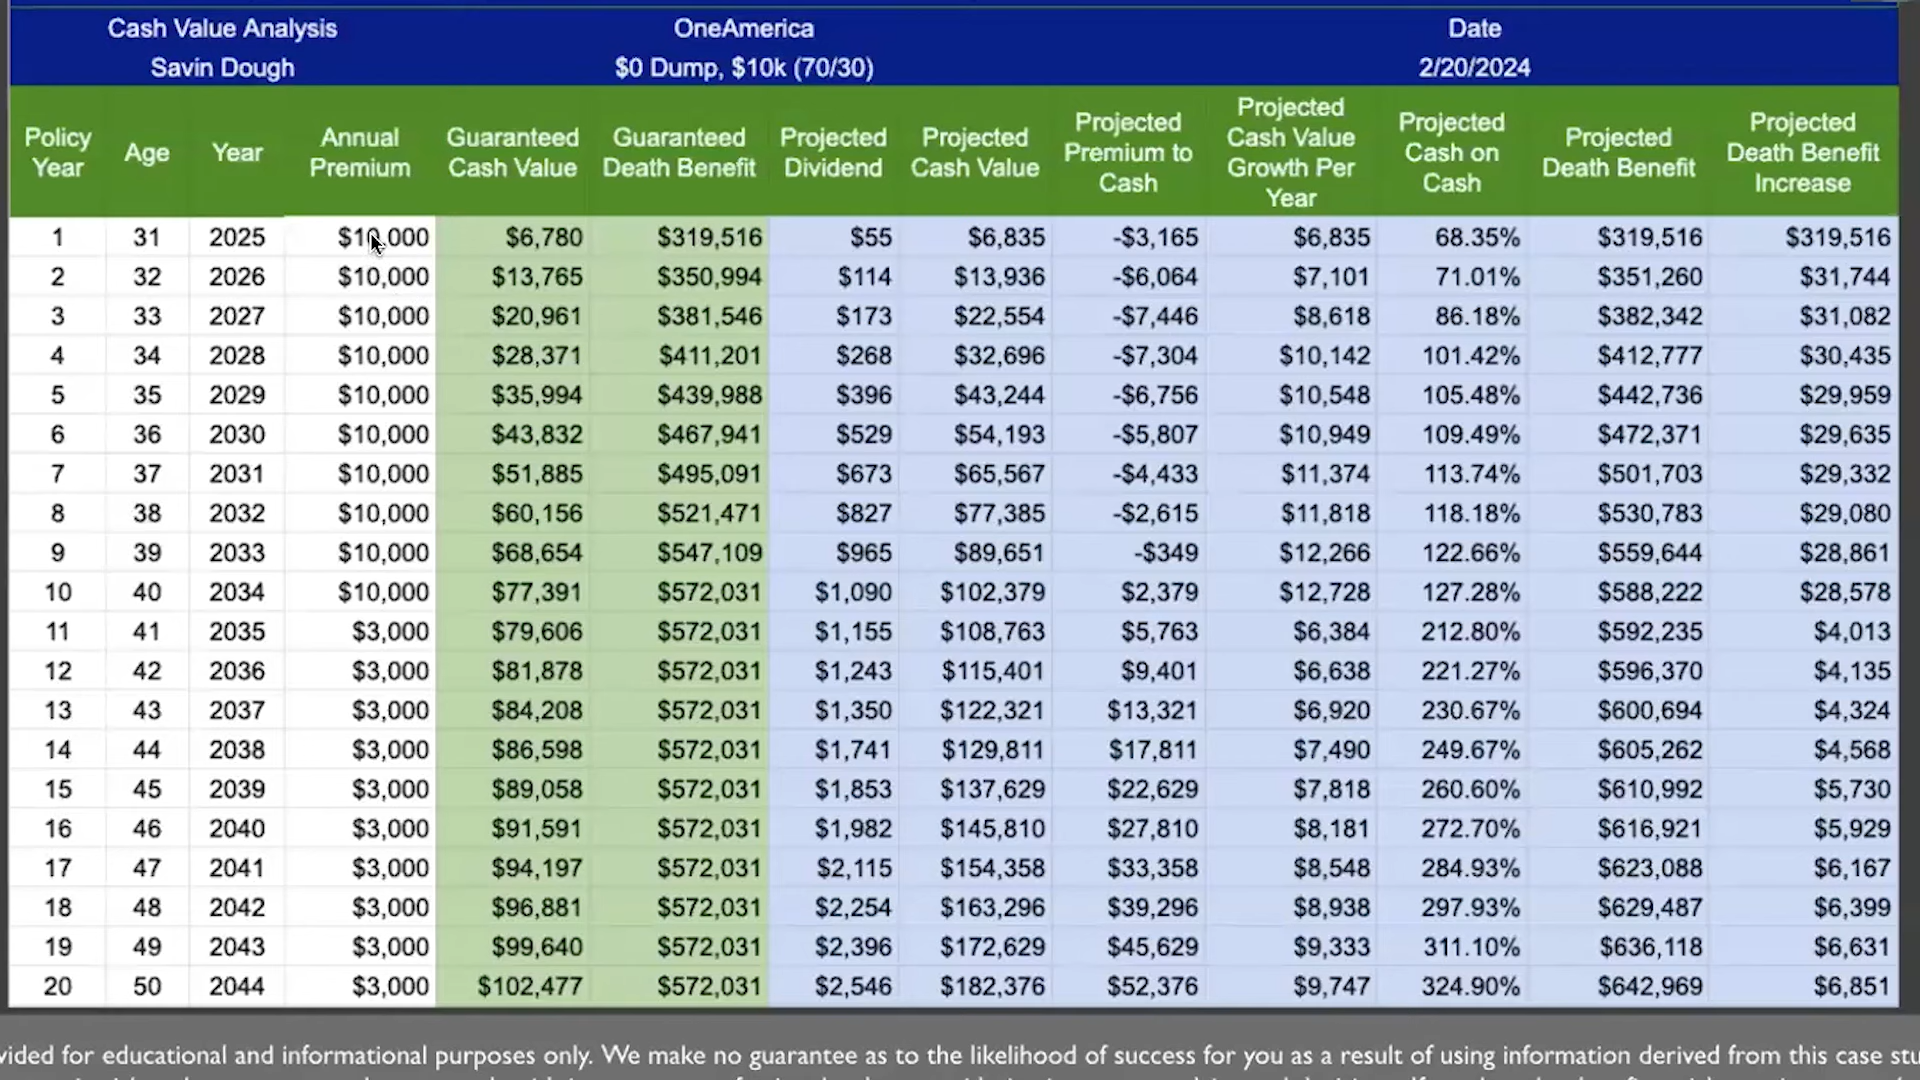 Cash Value Analysis OneAmerica Date
Savin Dough $0 Dump, $10k (70/30) 2/20/2024
Policy Year Age Year Annual Premium Guaranteed Cash Value Guaranteed Death Benefit Projected Dividend Projected Cash Value Projected Premium to Cash Projected Cash Value Growth Per Year Projected Cash on Cash Projected Death Benefit Projected Death Benefit Increase
1 31 2025 $10,000 $6,780 $319,516 $55 $6,835 -$3,165 $6,835 68.35% $319,516 $319,516
2 32 2026 $10,000 $13,765 $350,994 $114 $13,936 -$6,064 $7,101 71.01% $351,260 $31,744
3 33 2027 $10,000 $20,961 $381,546 $173 $22,554 -$7,446 $8,618 86.18% $382,342 $31,082
4 34 2028 $10,000 $28,371 $411,201 $268 $32,696 -$7,304 $10,142 101.42% $412,777 $30,435
5 35 2029 $10,000 $35,994 $439,988 $396 $43,244 -$6,756 $10,548 105.48% $442,736 $29,959
6 36 2030 $10,000 $43,832 $467,941 $529 $54,193 -$5,807 $10,949 109.49% $472,371 $29,635
7 37 2031 $10,000 $51,885 $495,091 $673 $65,567 -$4,433 $11,374 113.74% $501,703 $29,332
8 38 2032 $10,000 $60,156 $521,471 $827 $77,385 -$2,615 $11,818 118.18% $530,783 $29,080
9 39 2033 $10,000 $68,654 $547,109 $965 $89,651 -$349 $12,266 122.66% $559,644 $28,861
10 40 2034 $10,000 $77,391 $572,031 $1,090 $102,379 $2,379 $12,728 127.28% $588,222 $28,578
11 41 2035 $3,000 $79,606 $572,031 $1,155 $108,763 $5,763 $6,384 212.80% $592,235 $4,013
12 42 2036 $3,000 $81,878 $572,031 $1,243 $115,401 $9,401 $6,638 221.27% $596,370 $4,135
13 43 2037 $3,000 $84,208 $572,031 $1,350 $122,321 $13,321 $6,920 230.67% $600,694 $4,324
14 44 2038 $3,000 $86,598 $572,031 $1,741 $129,811 $17,811 $7,490 249.67% $605,262 $4,568
15 45 2039 $3,000 $89,058 $572,031 $1,853 $137,629 $22,629 $7,818 260.60% $610,992 $5,730
16 46 2040 $3,000 $91,591 $572,031 $1,982 $145,810 $27,810 $8,181 272.70% $616,921 $5,929
17 47 2041 $3,000 $94,197 $572,031 $2,115 $154,358 $33,358 $8,548 284.93% $623,088 $6,167
18 48 2042 $3,000 $96,881 $572,031 $2,254 $163,296 $39,296 $8,938 297.93% $629,487 $6,399
19 49 2043 $3,000 $99,640 $572,031 $2,396 $172,629 $45,629 $9,333 311.10% $636,118 $6,631
20 50 2044 $3,000 $102,477 $572,031 $2,546 $182,376 $52,376 $9,747 324.90% $642,969 $6,851
vided for educational and informational purposes only. We make no guarantee as to the likelihood of success for you as a result of using information derived from this case stu